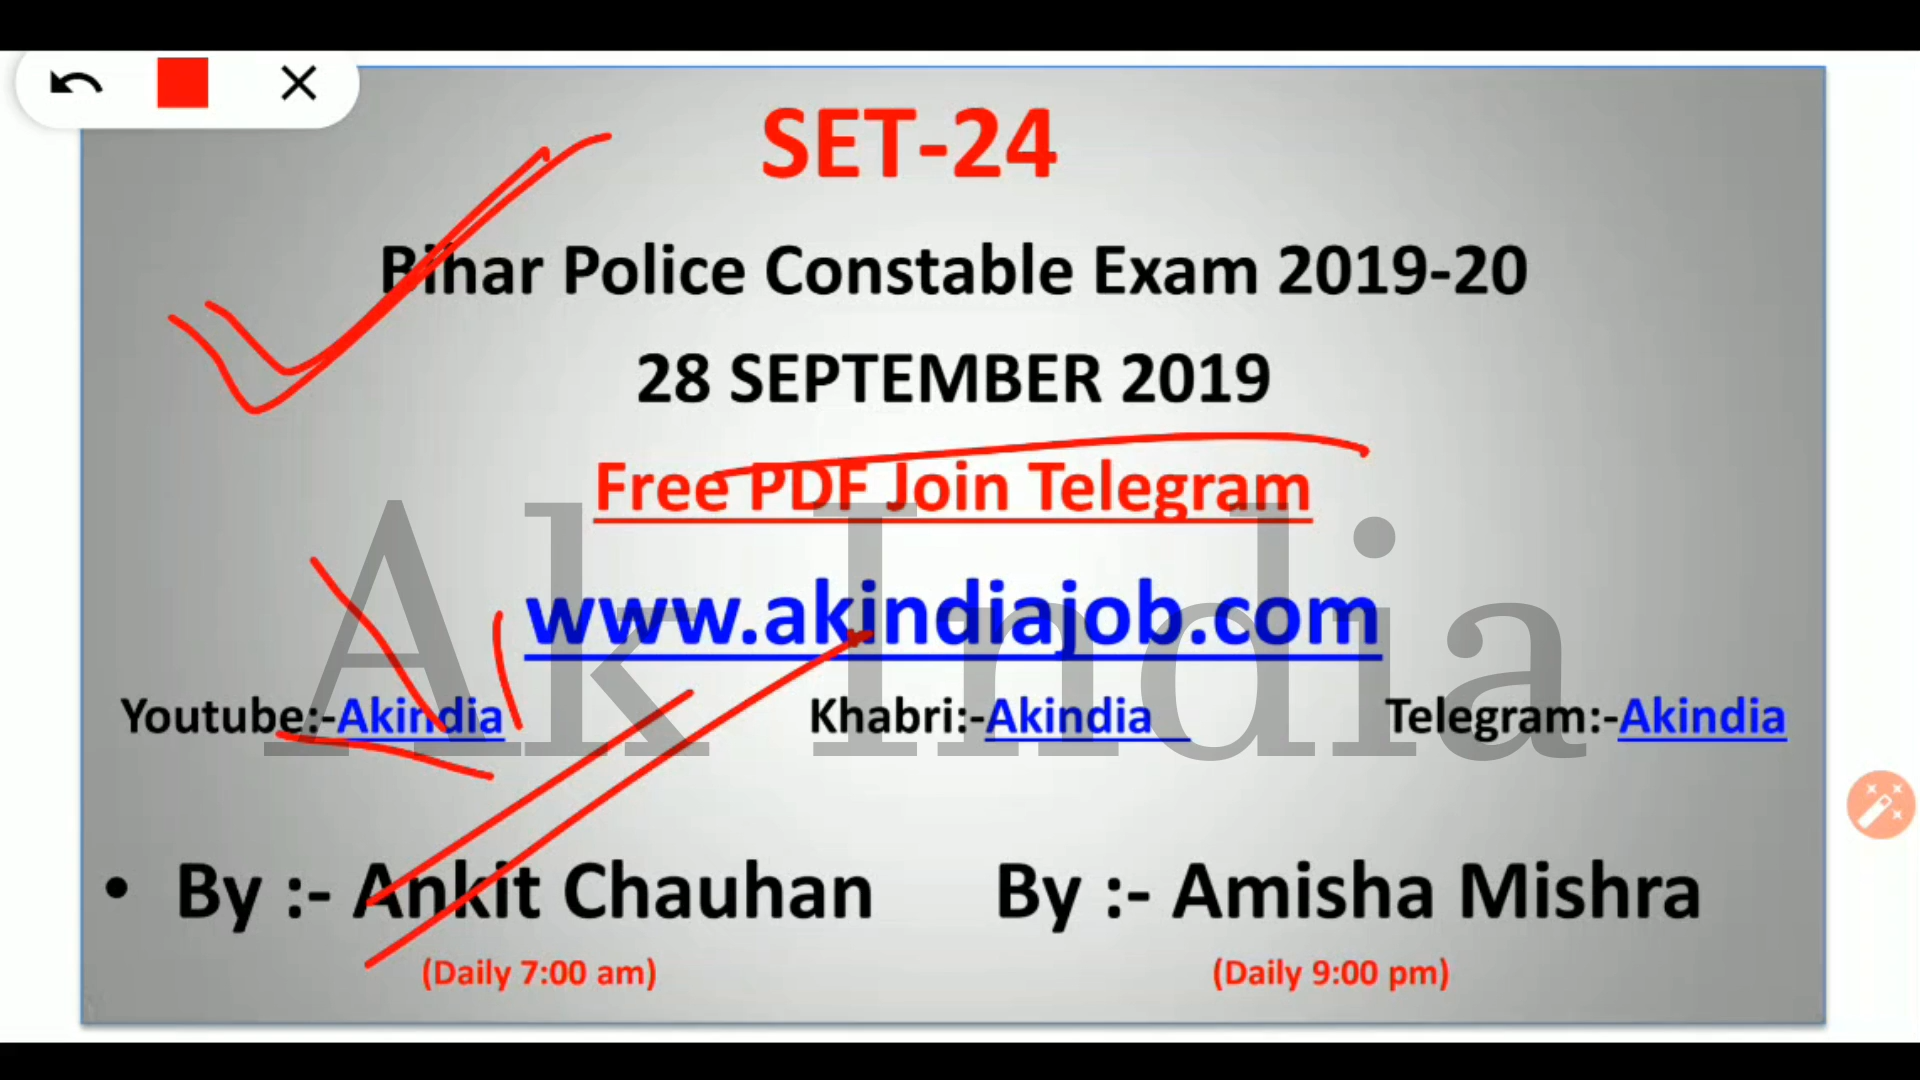 SET-24
Bihar Police Constable Exam 2019-20
28 SEPTEMBER 2019
Free PDF Join Telegram
www.akindiajob.com
Ak India
Youtube:-Akindia Khabri:-Akindia Telegram:-Akindia
• By :- Ankit Chauhan By :- Amisha Mishra
(Daily 7:00 am) (Daily 9:00 pm)